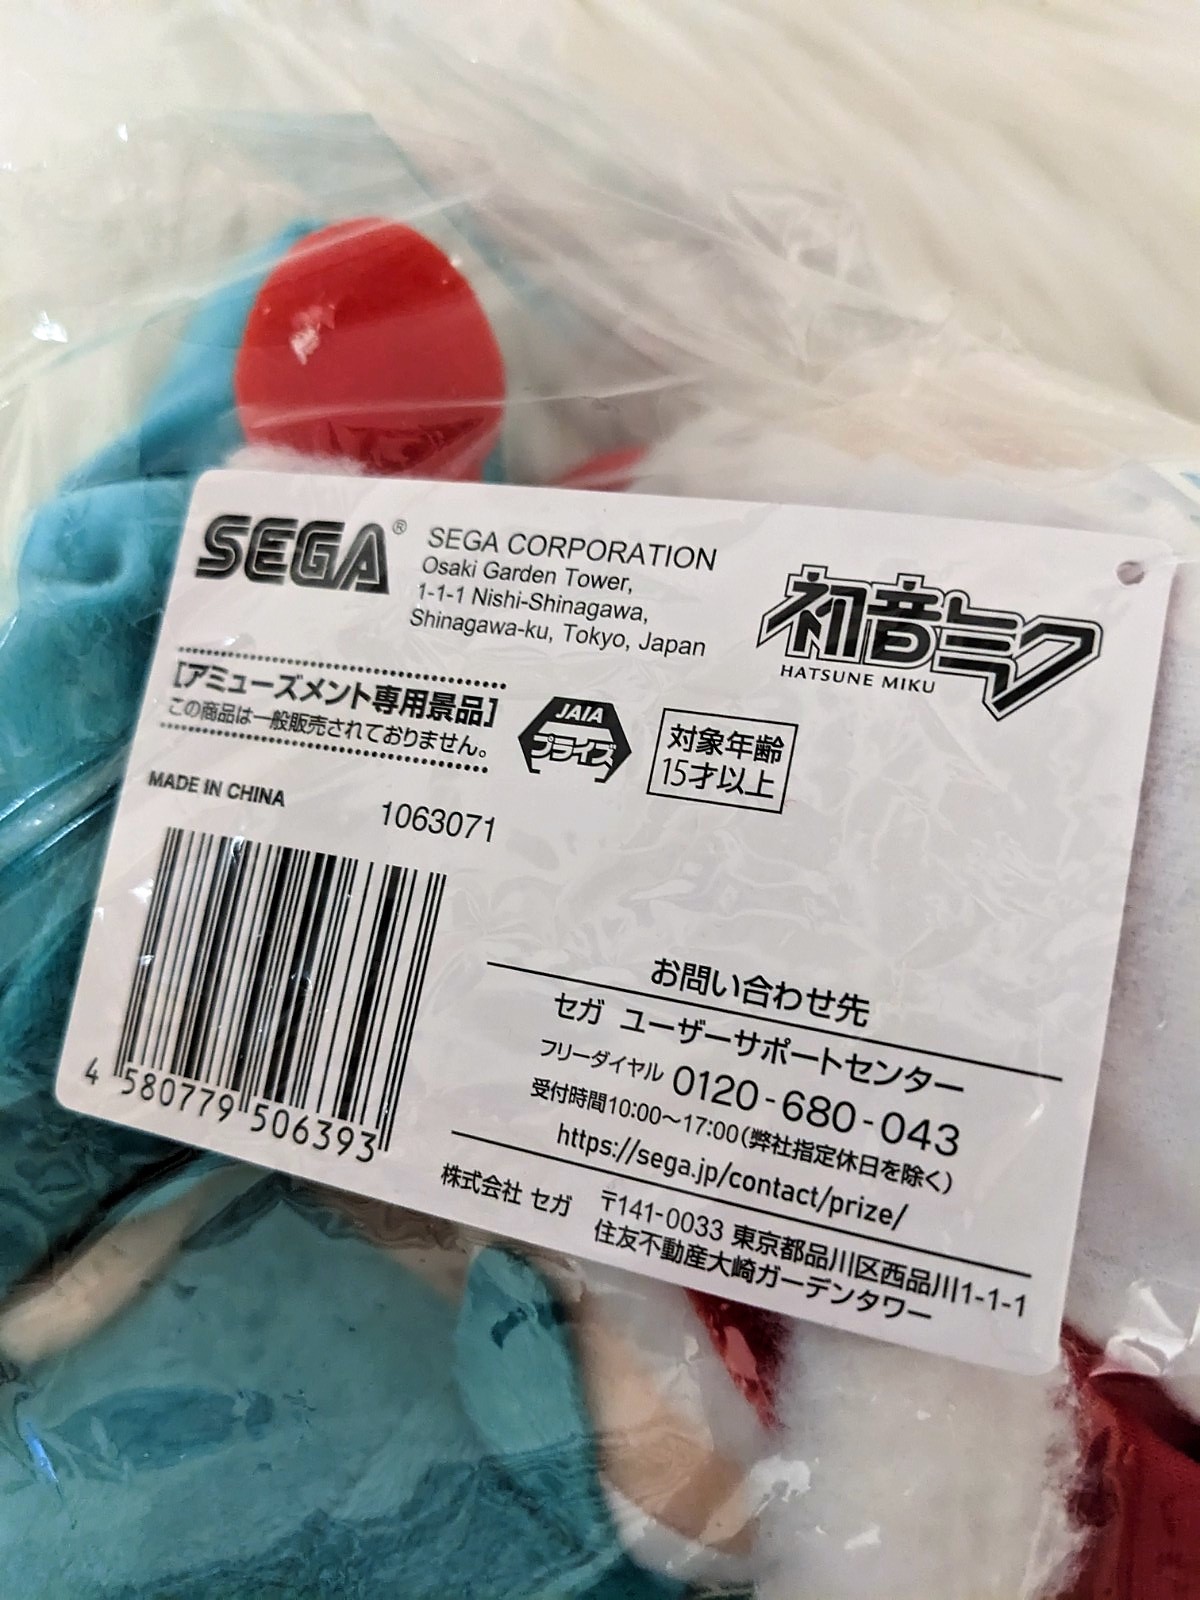 SEGA®
SEGA CORPORATION
Osaki Garden Tower,
1-1-1 Nishi-Shinagawa,
Shinagawa-ku, Tokyo, Japan
初音ミク
HATSUNE MIKU
[アミューズメント専用景品]
この商品は一般販売されておりません。
JAIA
プライズ
対象年齢
15才以上
MADE IN CHINA
1063071
4 580779 506393
お問い合わせ先
セガ ユーザーサポートセンター
フリーダイヤル 0120-680-043
受付時間10:00～17:00(弊社指定休日を除く)
https://sega.jp/contact/prize/
株式会社 セガ 〒141-0033 東京都品川区西品川1-1-1
住友不動産大崎ガーデンタワー